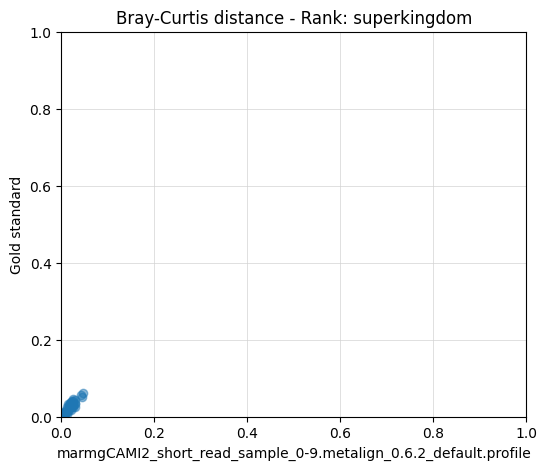 Bray-Curtis distance - Rank: superkingdom
1.0
0.8
0.6
0.4
0.2
0.0
Gold standard
0.0 0.2 0.4 0.6 0.8 1.0
marmgCAMI2_short_read_sample_0-9.metalign_0.6.2_default.profile